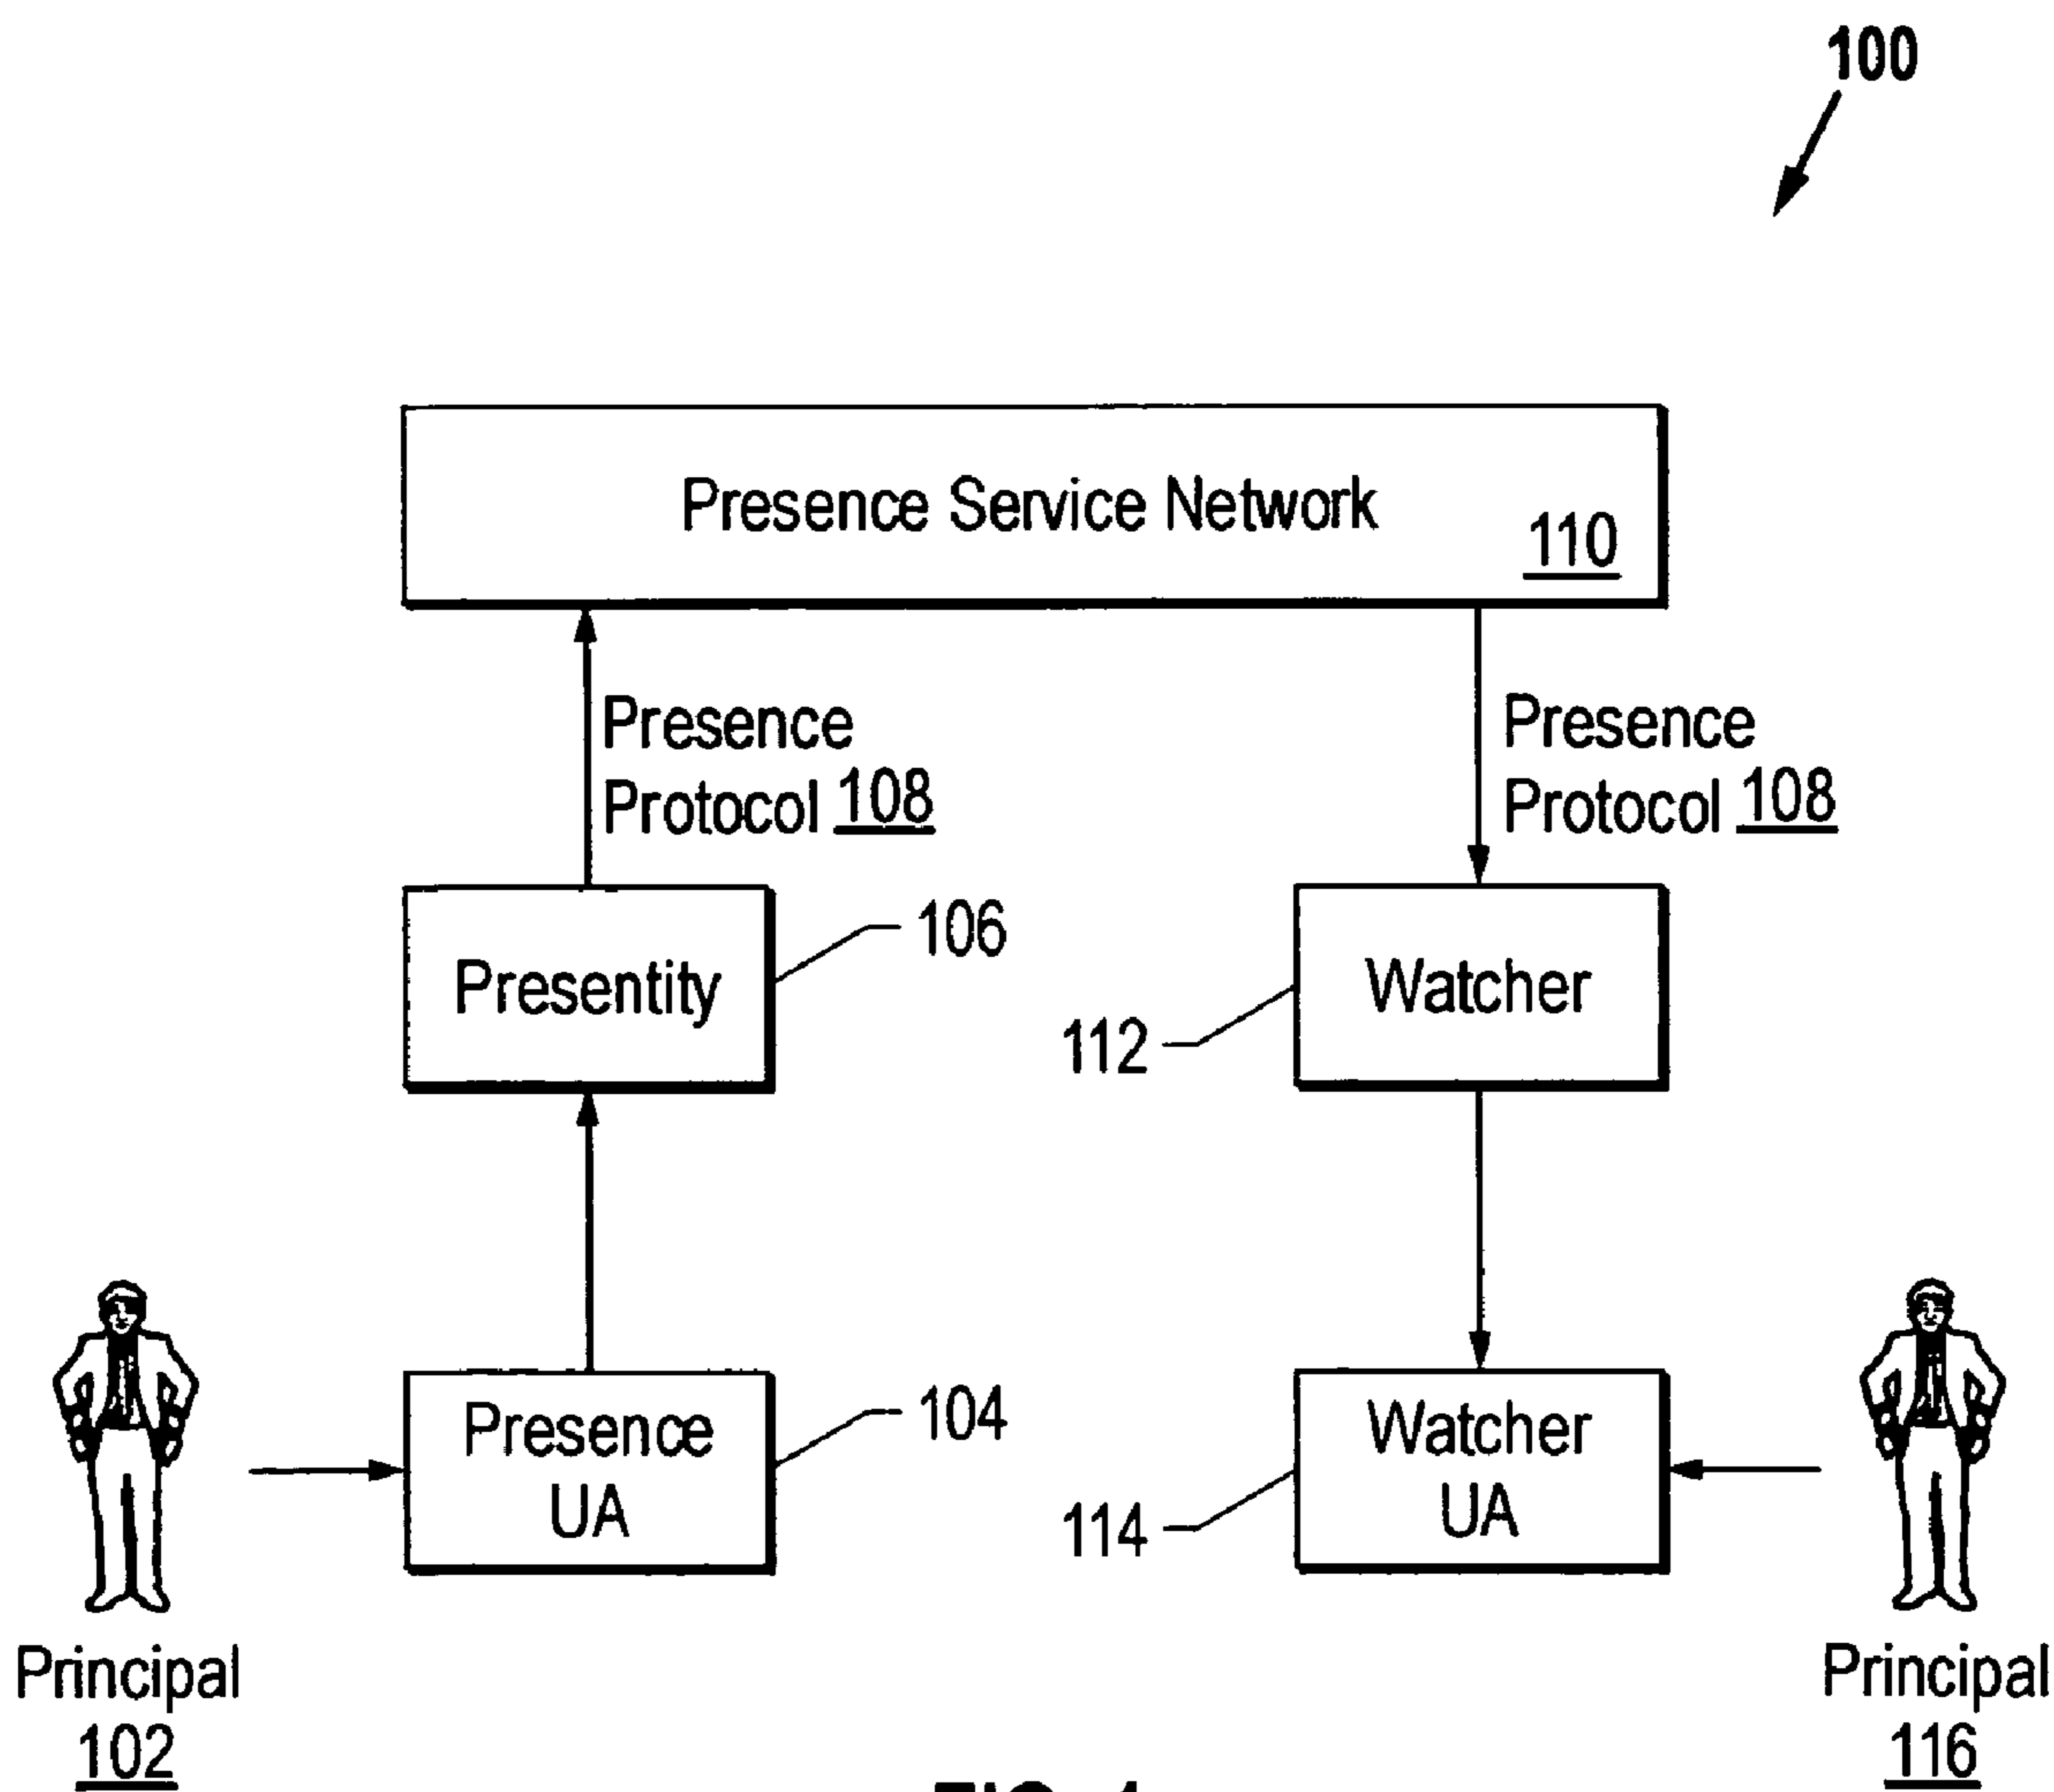 100
Presence Service Network
110
Presence
Protocol 108
Presence
Protocol 108
Presentity
106
112
Watcher
Presence
UA
104
114
Watcher
UA
Principal
102
Principal
116